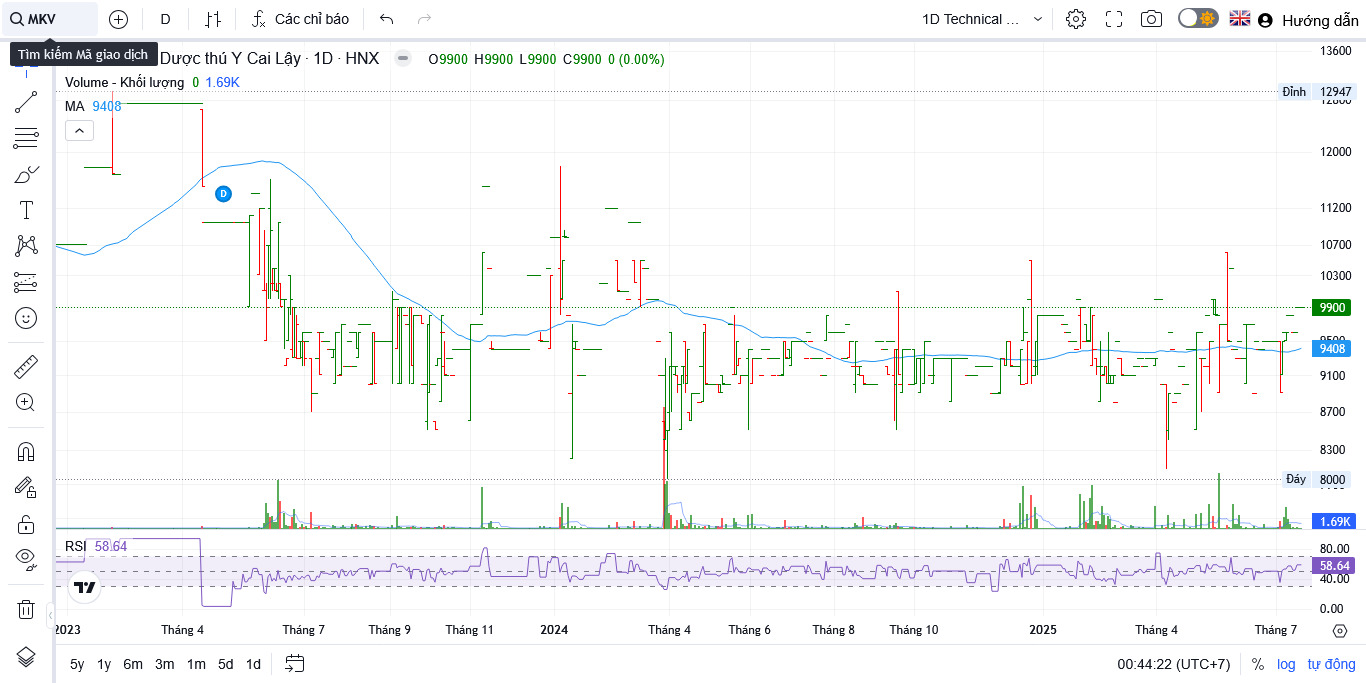 MKV
D
Các chỉ báo
1D Technical ...
Hướng dẫn
Tìm kiếm Mã giao dịch
Dược thú Y Cai Lậy · 1D · HNX
O9900 H9900 L9900 C9900 0 (0.00%)
Volume - Khối lượng 0 1.69K
MA 9408
D
13600
Đỉnh 12947
12800
12000
11200
10700
10300
9900
9500
9408
9100
8700
8300
Đáy 8000
1.69K
RSI 58.64
80.00
58.64
40.00
0.00
2023 Tháng 4 Tháng 7 Tháng 9 Tháng 11 2024 Tháng 4 Tháng 6 Tháng 8 Tháng 10 2025 Tháng 4 Tháng 7
5y 1y 6m 3m 1m 5d 1d
00:44:22 (UTC+7) % log tự động